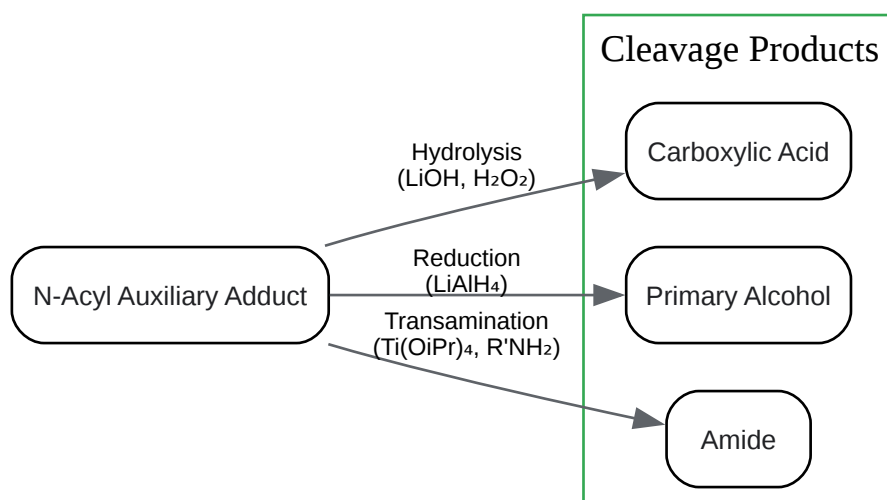 Cleavage Products
Hydrolysis
(LiOH, H₂O₂)
Carboxylic Acid
N-Acyl Auxiliary Adduct
Reduction
(LiAlH₄)
Primary Alcohol
Transamination
(Ti(OiPr)₄, R'NH₂)
Amide